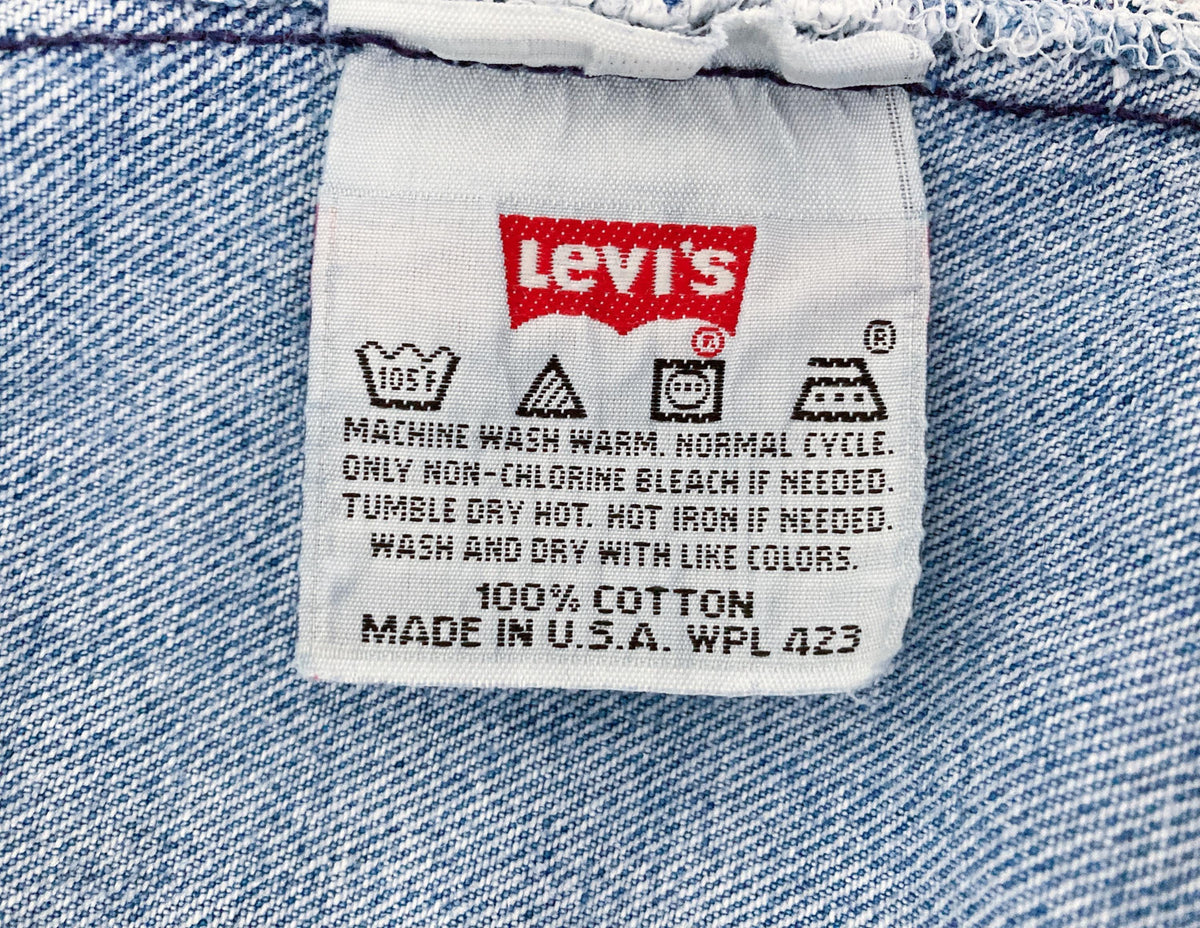 Levi's
®
®
105F
MACHINE WASH WARM. NORMAL CYCLE.
ONLY NON-CHLORINE BLEACH IF NEEDED.
TUMBLE DRY HOT. HOT IRON IF NEEDED.
WASH AND DRY WITH LIKE COLORS.
100% COTTON
MADE IN U.S.A. WPL 423